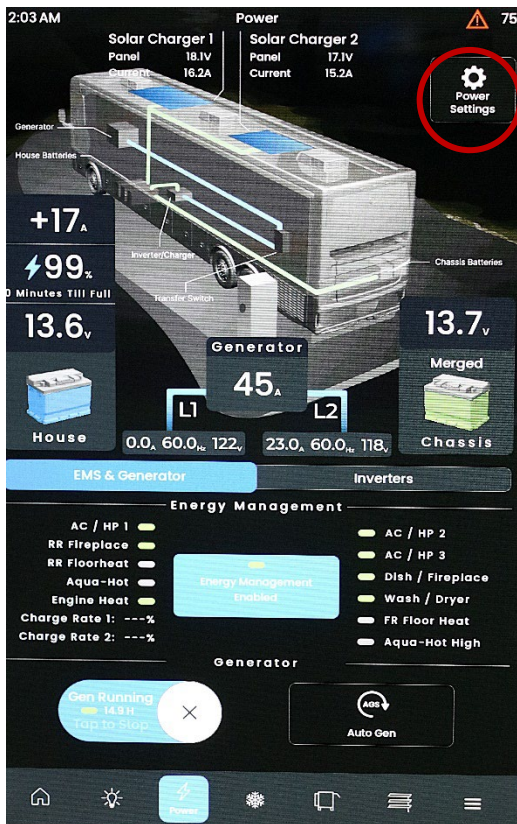 2:03 AM
Power
75
Solar Charger 1
Panel 18.1V
Current 16.2A
Solar Charger 2
Panel 17.1V
Current 15.2A
Power
Settings
Generator
House Batteries
Inverter/Charger
Transfer Switch
Chassis Batteries
+17A
99%
0 Minutes Till Full
13.6V
House
Generator
45A
L1
L2
0.0A 60.0Hz 122V
23.0A 60.0Hz 118V
13.7V
Merged
Chassis
EMS & Generator
Inverters
Energy Management
AC / HP 1
RR Fireplace
RR Floorheat
Aqua-Hot
Engine Heat
Charge Rate 1: ---%
Charge Rate 2: ---%
Energy Management
Enabled
AC / HP 2
AC / HP 3
Dish / Fireplace
Wash / Dryer
FR Floor Heat
Aqua-Hot High
Generator
Gen Running
14.9 H
Tap to Stop
AGS
Auto Gen
Power